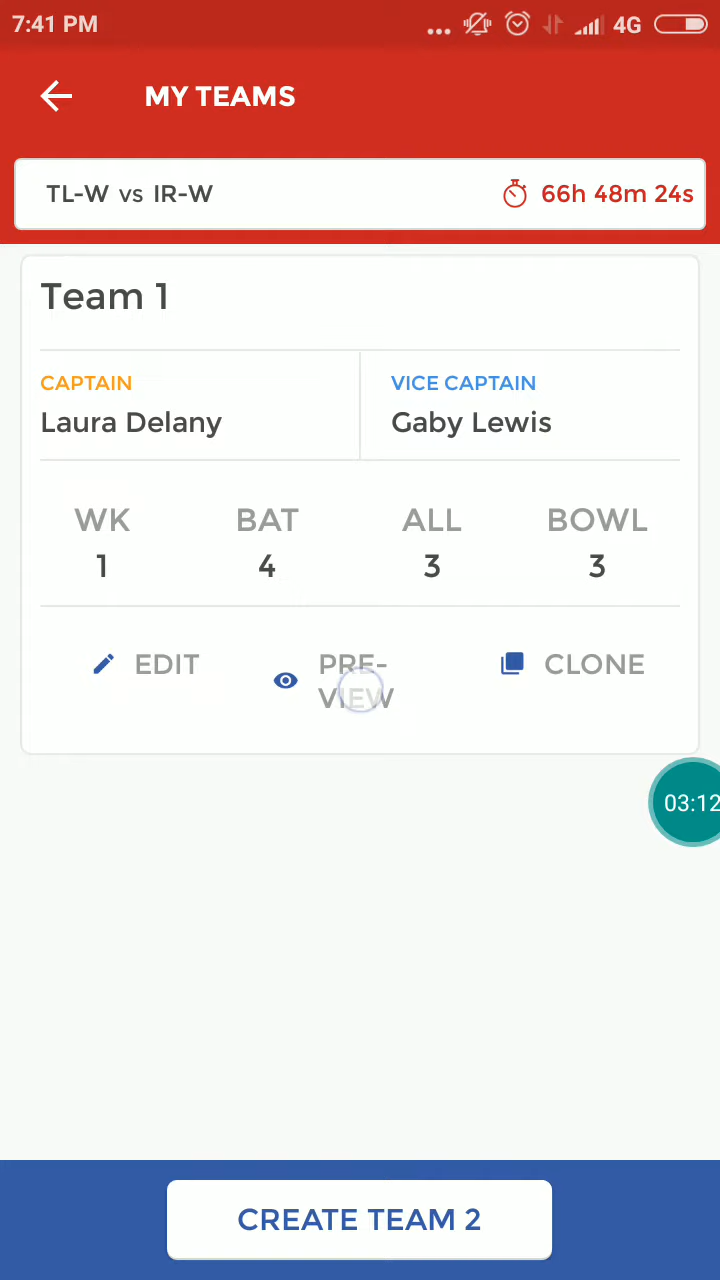 7:41 PM
4G
MY TEAMS
TL-W vs IR-W
66h 48m 24s
Team 1
CAPTAIN
VICE CAPTAIN
Laura Delany
Gaby Lewis
WK
BAT
ALL
BOWL
1
4
3
3
EDIT
PRE-
VIEW
CLONE
03:12
CREATE TEAM 2